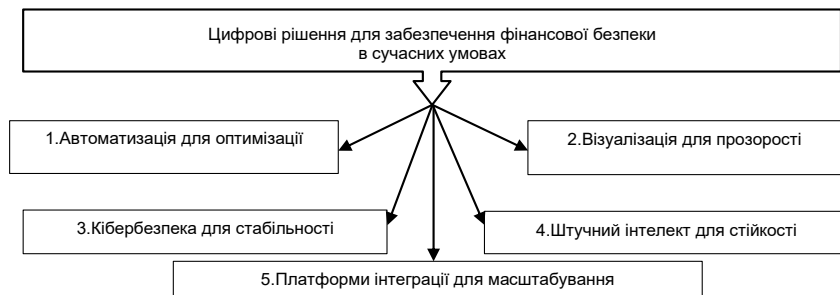 Цифрові рішення для забезпечення фінансової безпеки
в сучасних умовах
1.Автоматизація для оптимізації
2.Візуалізація для прозорості
3.Кібербезпека для стабільності
4.Штучний інтелект для стійкості
5.Платформи інтеграції для масштабування